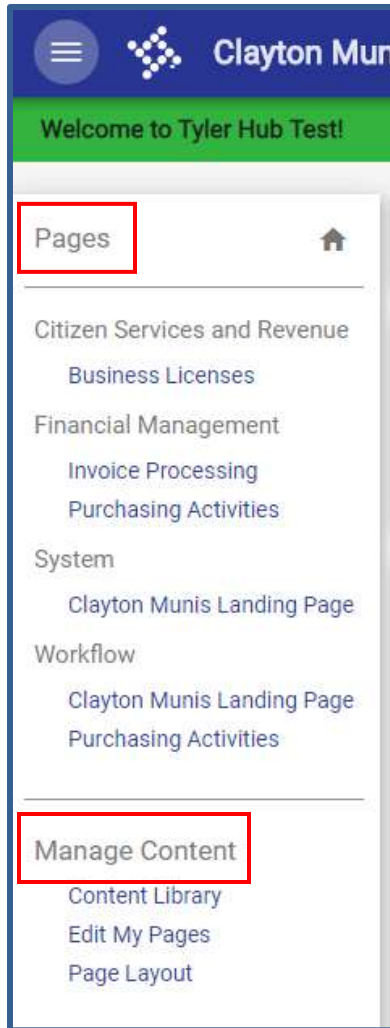 Clayton Mun
Welcome to Tyler Hub Test!
Pages
Citizen Services and Revenue
Business Licenses
Financial Management
Invoice Processing
Purchasing Activities
System
Clayton Munis Landing Page
Workflow
Clayton Munis Landing Page
Purchasing Activities
Manage Content
Content Library
Edit My Pages
Page Layout